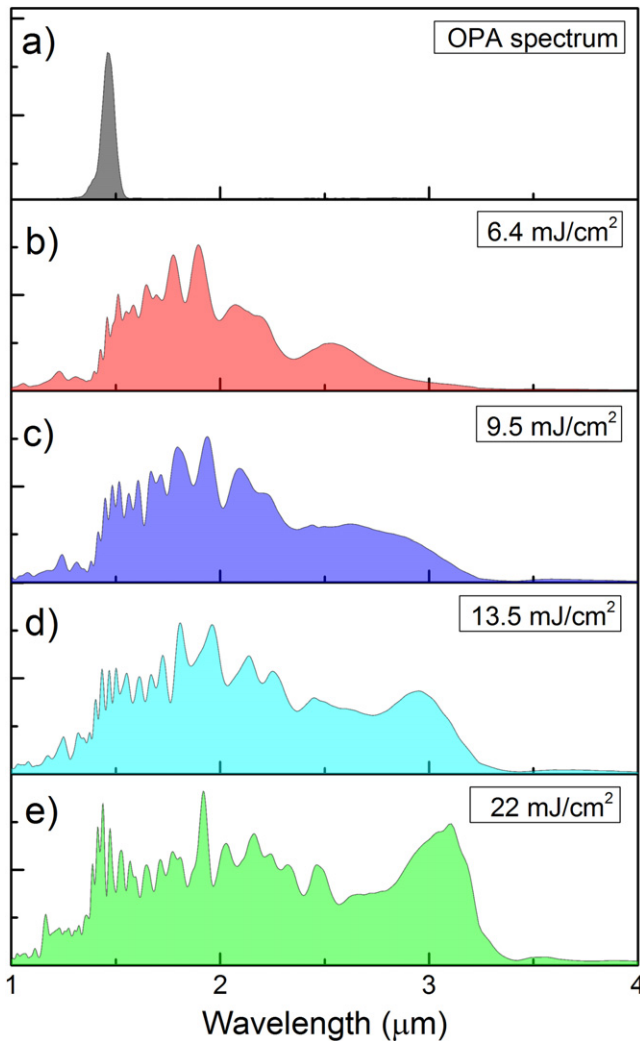 a)
OPA spectrum
b)
6.4 mJ/cm²
c)
9.5 mJ/cm²
d)
13.5 mJ/cm²
e)
22 mJ/cm²
1 2 3 4
Wavelength (μm)